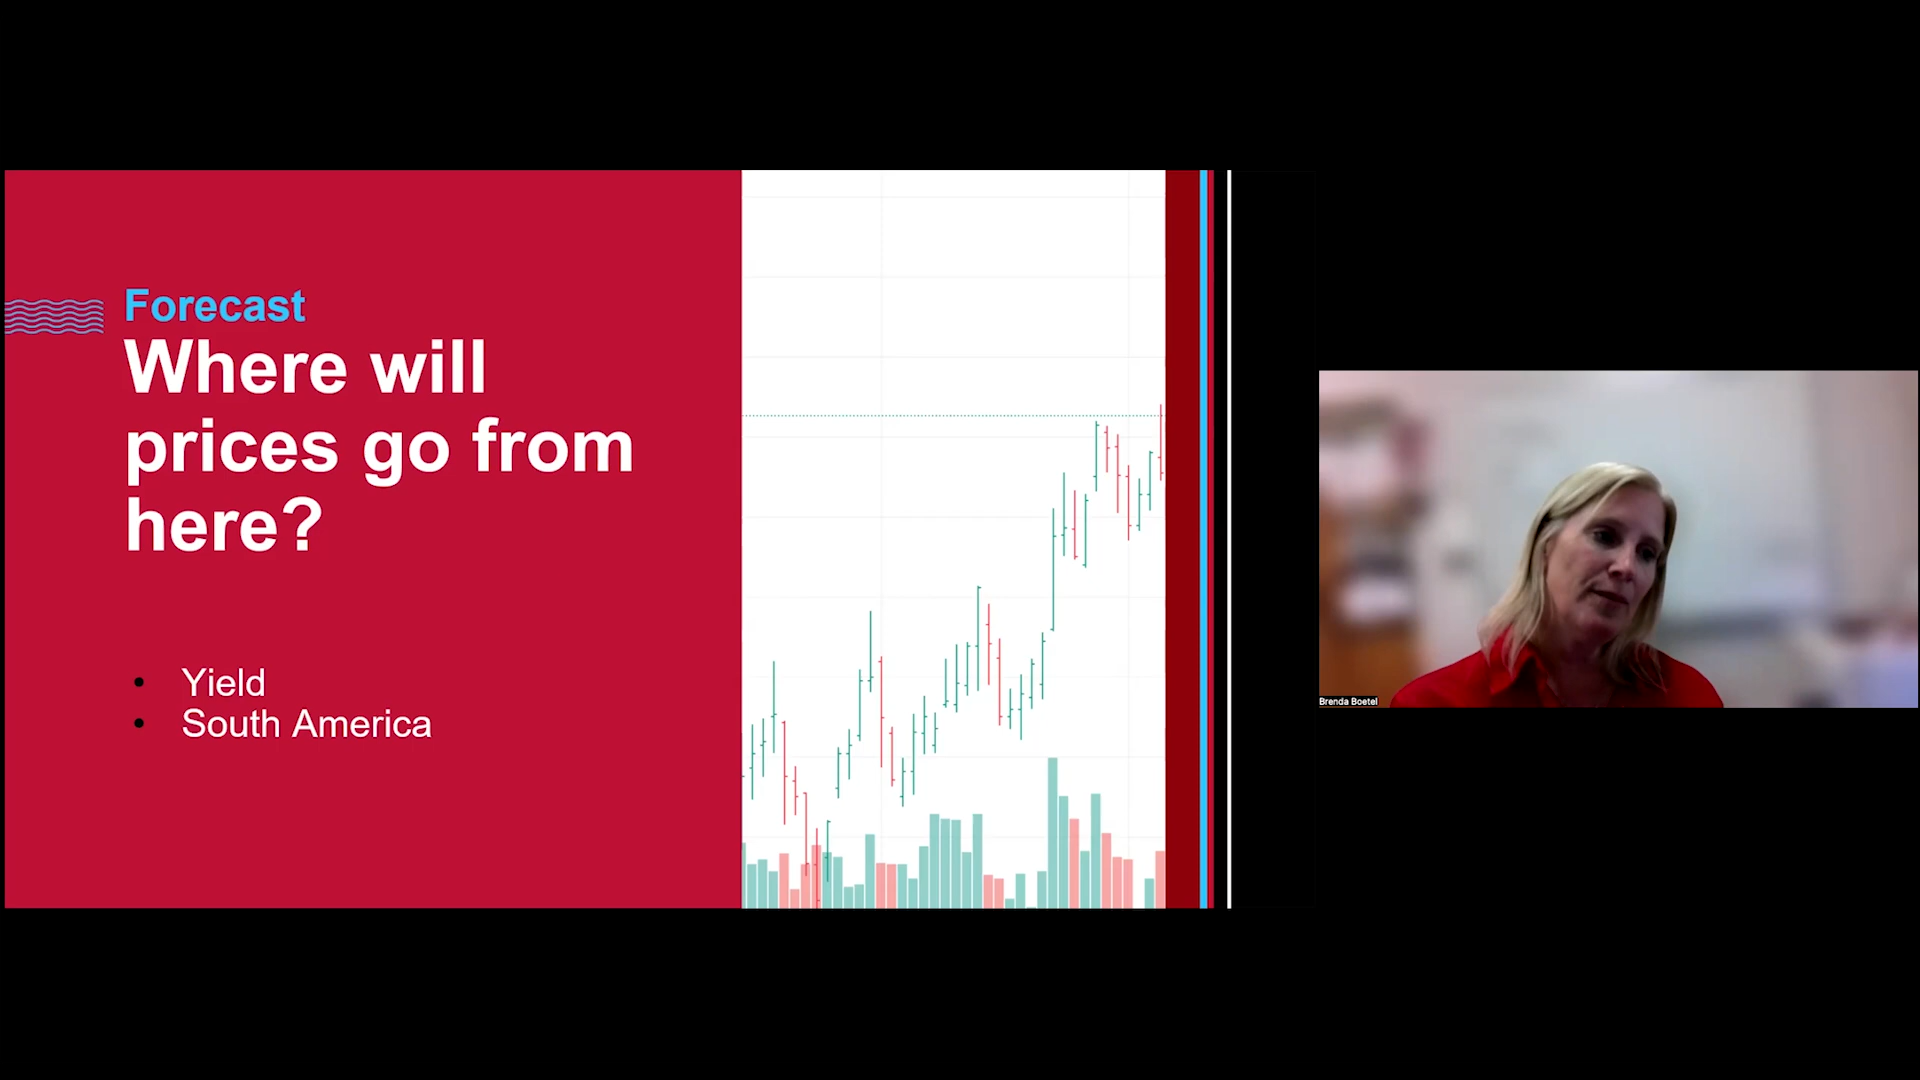 Forecast
Where will
prices go from
here?
• Yield
• South America
Brenda Boetel